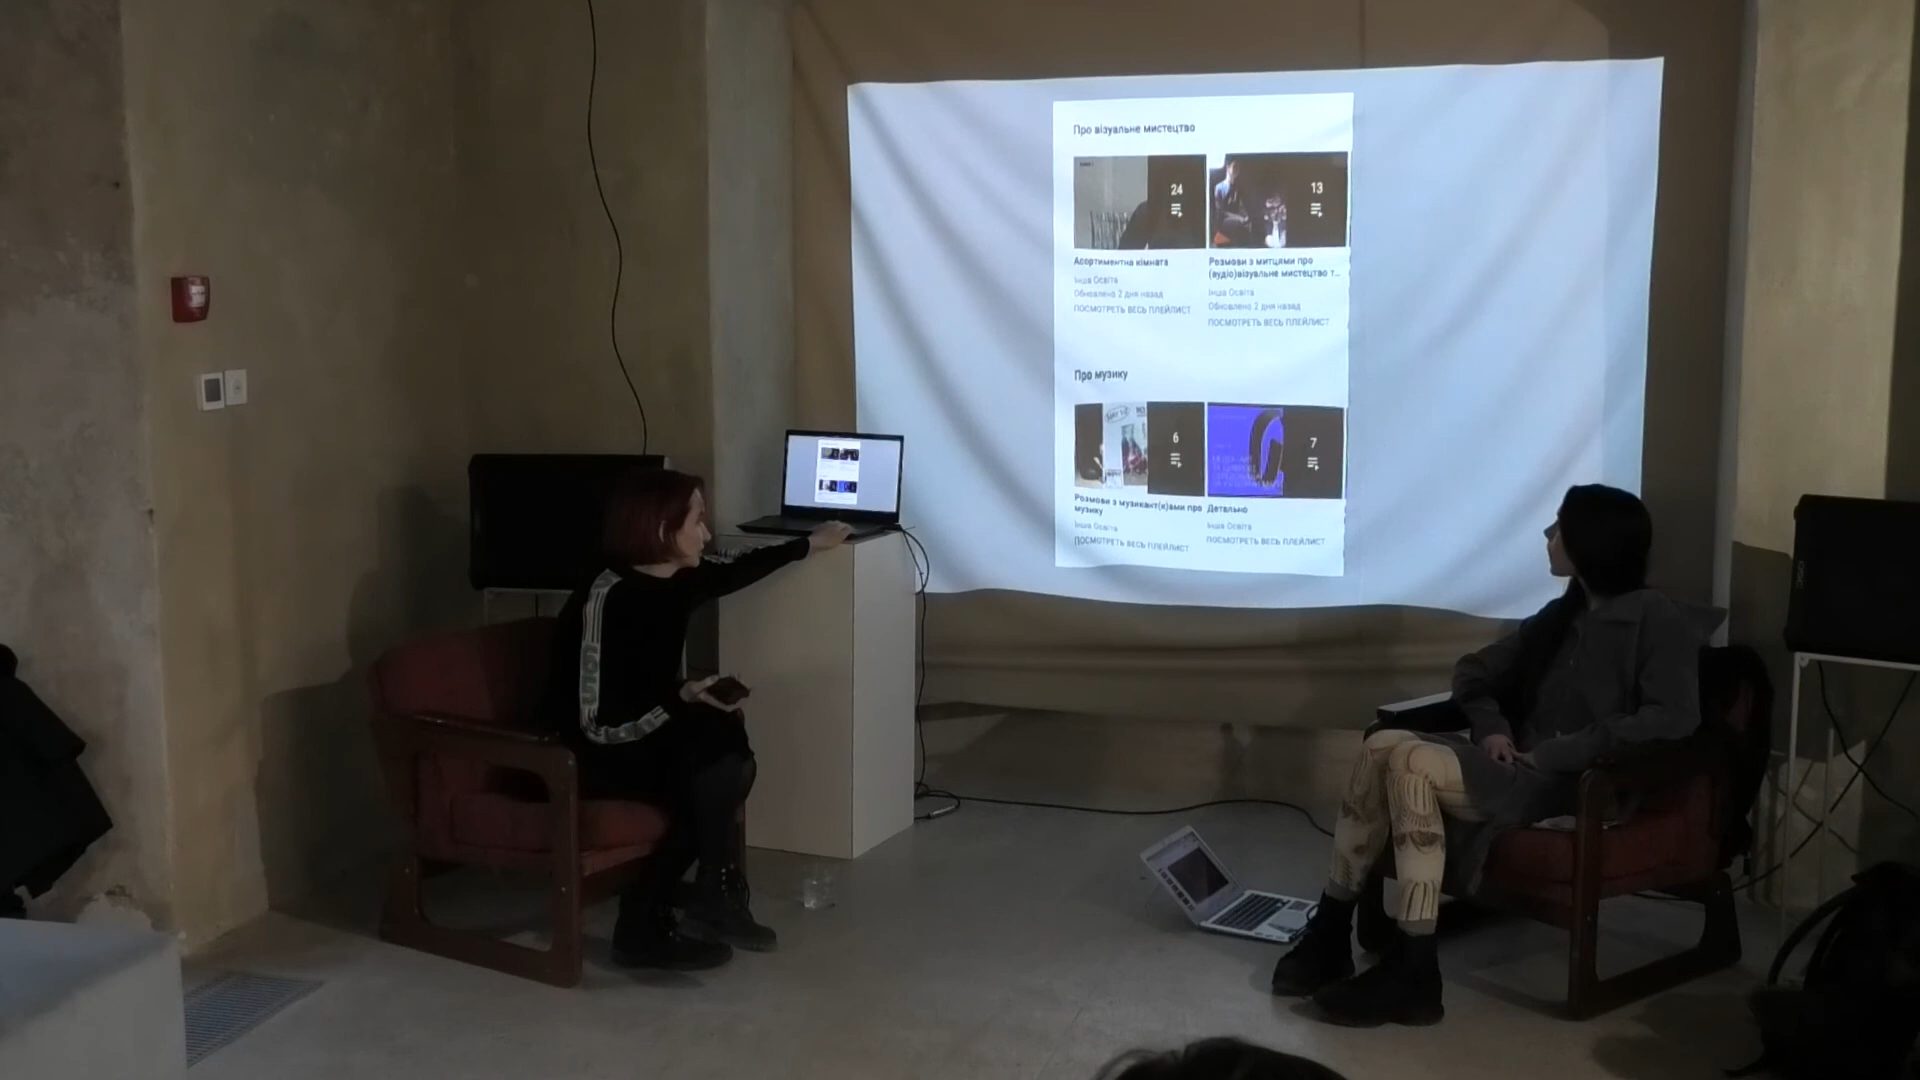 Про візуальне мистецтво
24
13
Асортиментна кімната
Розмови з митцями про
(аудіо)візуальне мистецтво т...
Інша Освіта
Обновлено 2 дня назад
ПОСМОТРЕТЬ ВЕСЬ ПЛЕЙЛИСТ
Інша Освіта
Обновлено 2 дня назад
ПОСМОТРЕТЬ ВЕСЬ ПЛЕЙЛИСТ
Про музику
6
7
Розмови з музикант(к)ами про
музику
Інша Освіта
ПОСМОТРЕТЬ ВЕСЬ ПЛЕЙЛИСТ
Детально
Інша Освіта
ПОСМОТРЕТЬ ВЕСЬ ПЛЕЙЛИСТ